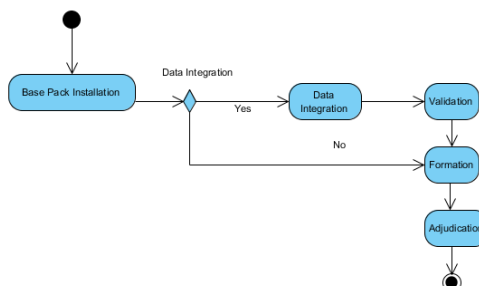 Data Integration
Base Pack Installation
Data
Integration
Validation
Yes
No
Formation
Adjudication